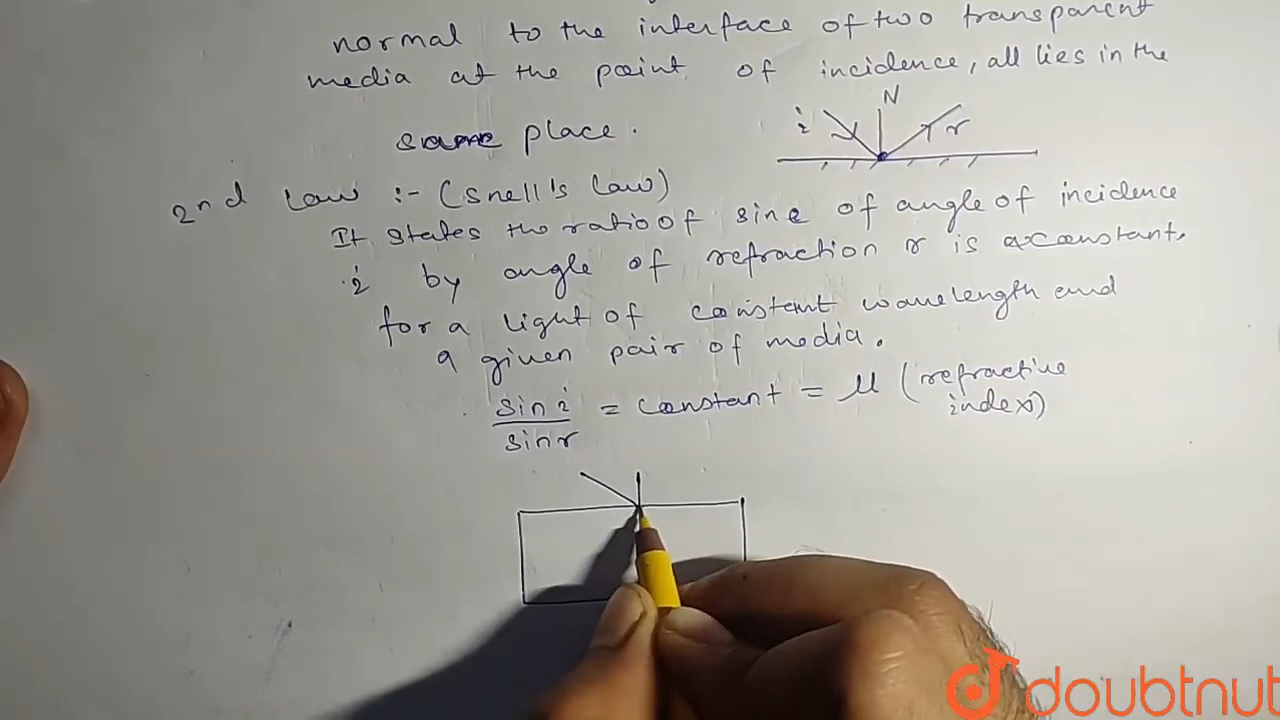 normal to the interface of two transparent
media at the point of incidence, all lies in the
same place.
N
i
r
2nd law :- (Snell's law)
It states the ratio of sine of angle of incidence
i by angle of refraction r is a constant,
for a light of constant wavelength and
a given pair of media.
sin i
= constant = μ (refractive
index)
sin r
doubtnut